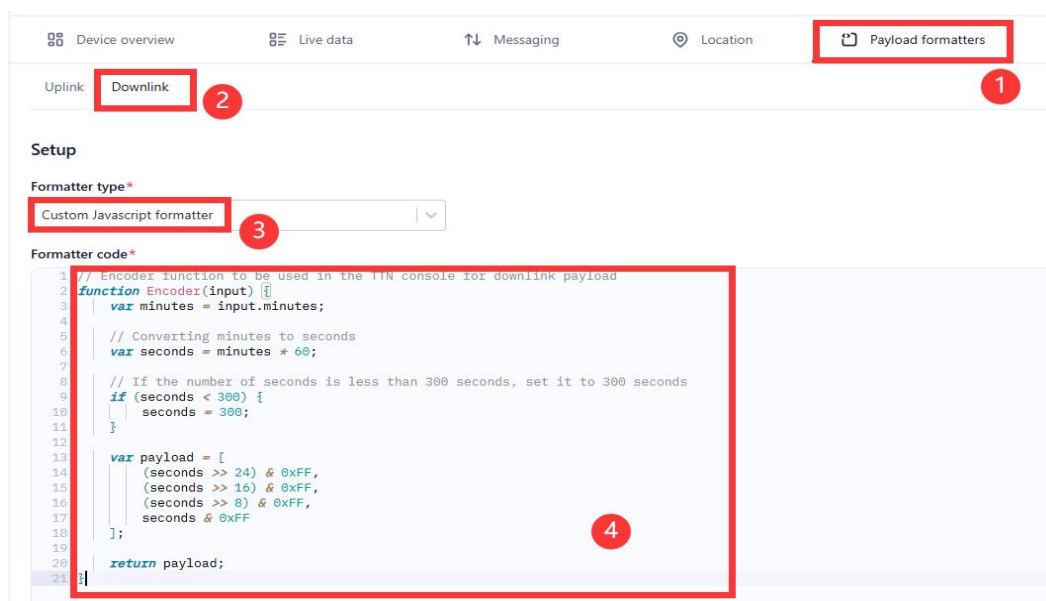 Device overview Live data Messaging Location Payload formatters
1
Uplink Downlink
2
Setup
Formatter type*
Custom Javascript formatter
3
Formatter code*
1 // Encoder function to be used in the TTN console for downlink payload
2 function Encoder(input) {
3 var minutes = input.minutes;
4
5 // Converting minutes to seconds
6 var seconds = minutes * 60;
7
8 // If the number of seconds is less than 300 seconds, set it to 300 seconds
9 if (seconds < 300) {
10 seconds = 300;
11 }
12
13 var payload = [
14 (seconds >> 24) & 0xFF,
15 (seconds >> 16) & 0xFF,
16 (seconds >> 8) & 0xFF,
17 seconds & 0xFF
18 ];
4
19
20 return payload;
21 }